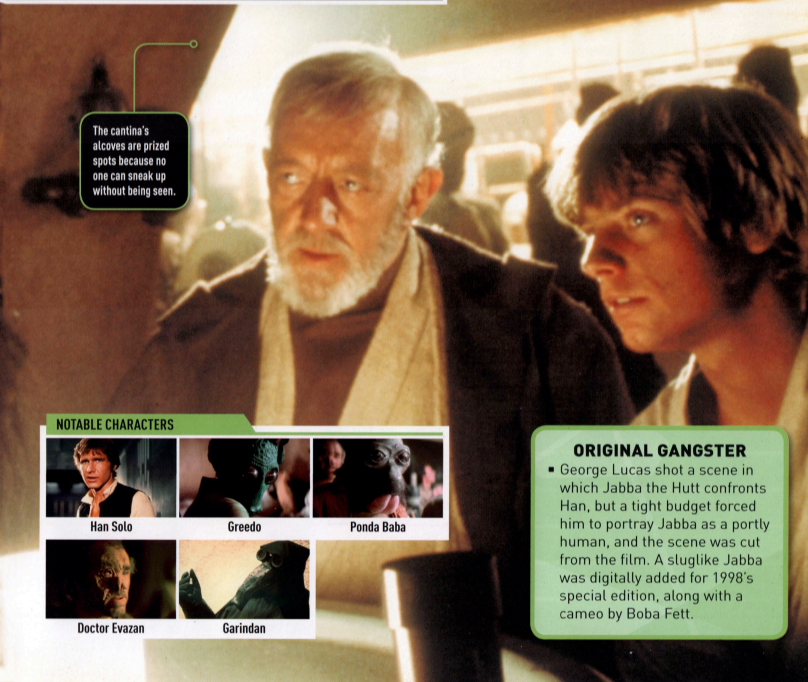 The cantina's
alcoves are prized
spots because no
one can sneak up
without being seen.
NOTABLE CHARACTERS
Han Solo
Greedo
Ponda Baba
Doctor Evazan
Garindan
ORIGINAL GANGSTER
▪ George Lucas shot a scene in
which Jabba the Hutt confronts
Han, but a tight budget forced
him to portray Jabba as a portly
human, and the scene was cut
from the film. A sluglike Jabba
was digitally added for 1998's
special edition, along with a
cameo by Boba Fett.